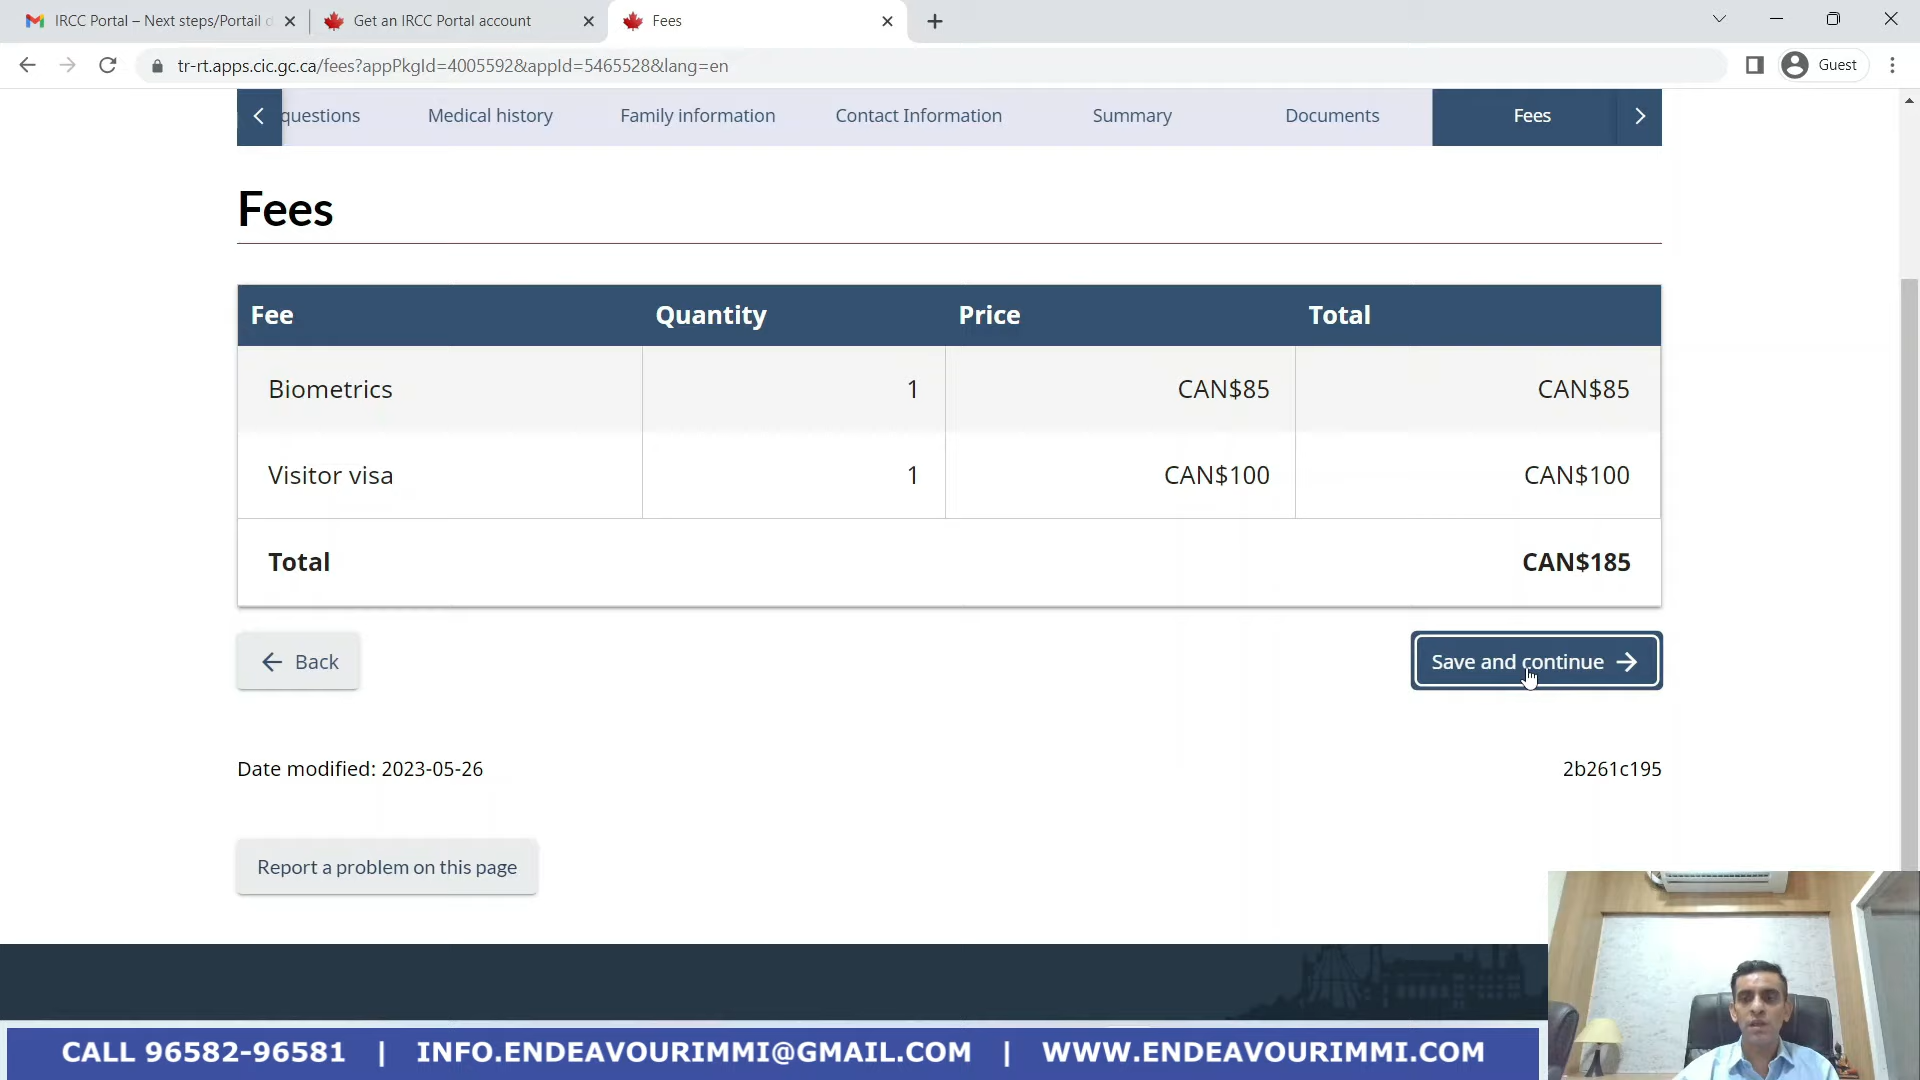 IRCC Portal – Next steps/Portail d
Get an IRCC Portal account
Fees
tr-rt.apps.cic.gc.ca/fees?appPkgId=4005592&appId=5465528&lang=en
Guest
questions
Medical history
Family information
Contact Information
Summary
Documents
Fees
Fees
Fee Quantity Price Total
Biometrics 1 CAN$85 CAN$85
Visitor visa 1 CAN$100 CAN$100
Total CAN$185
Back
Save and continue
Date modified: 2023-05-26
2b261c195
Report a problem on this page
CALL 96582-96581 | INFO.ENDEAVOURIMMI@GMAIL.COM | WWW.ENDEAVOURIMMI.COM